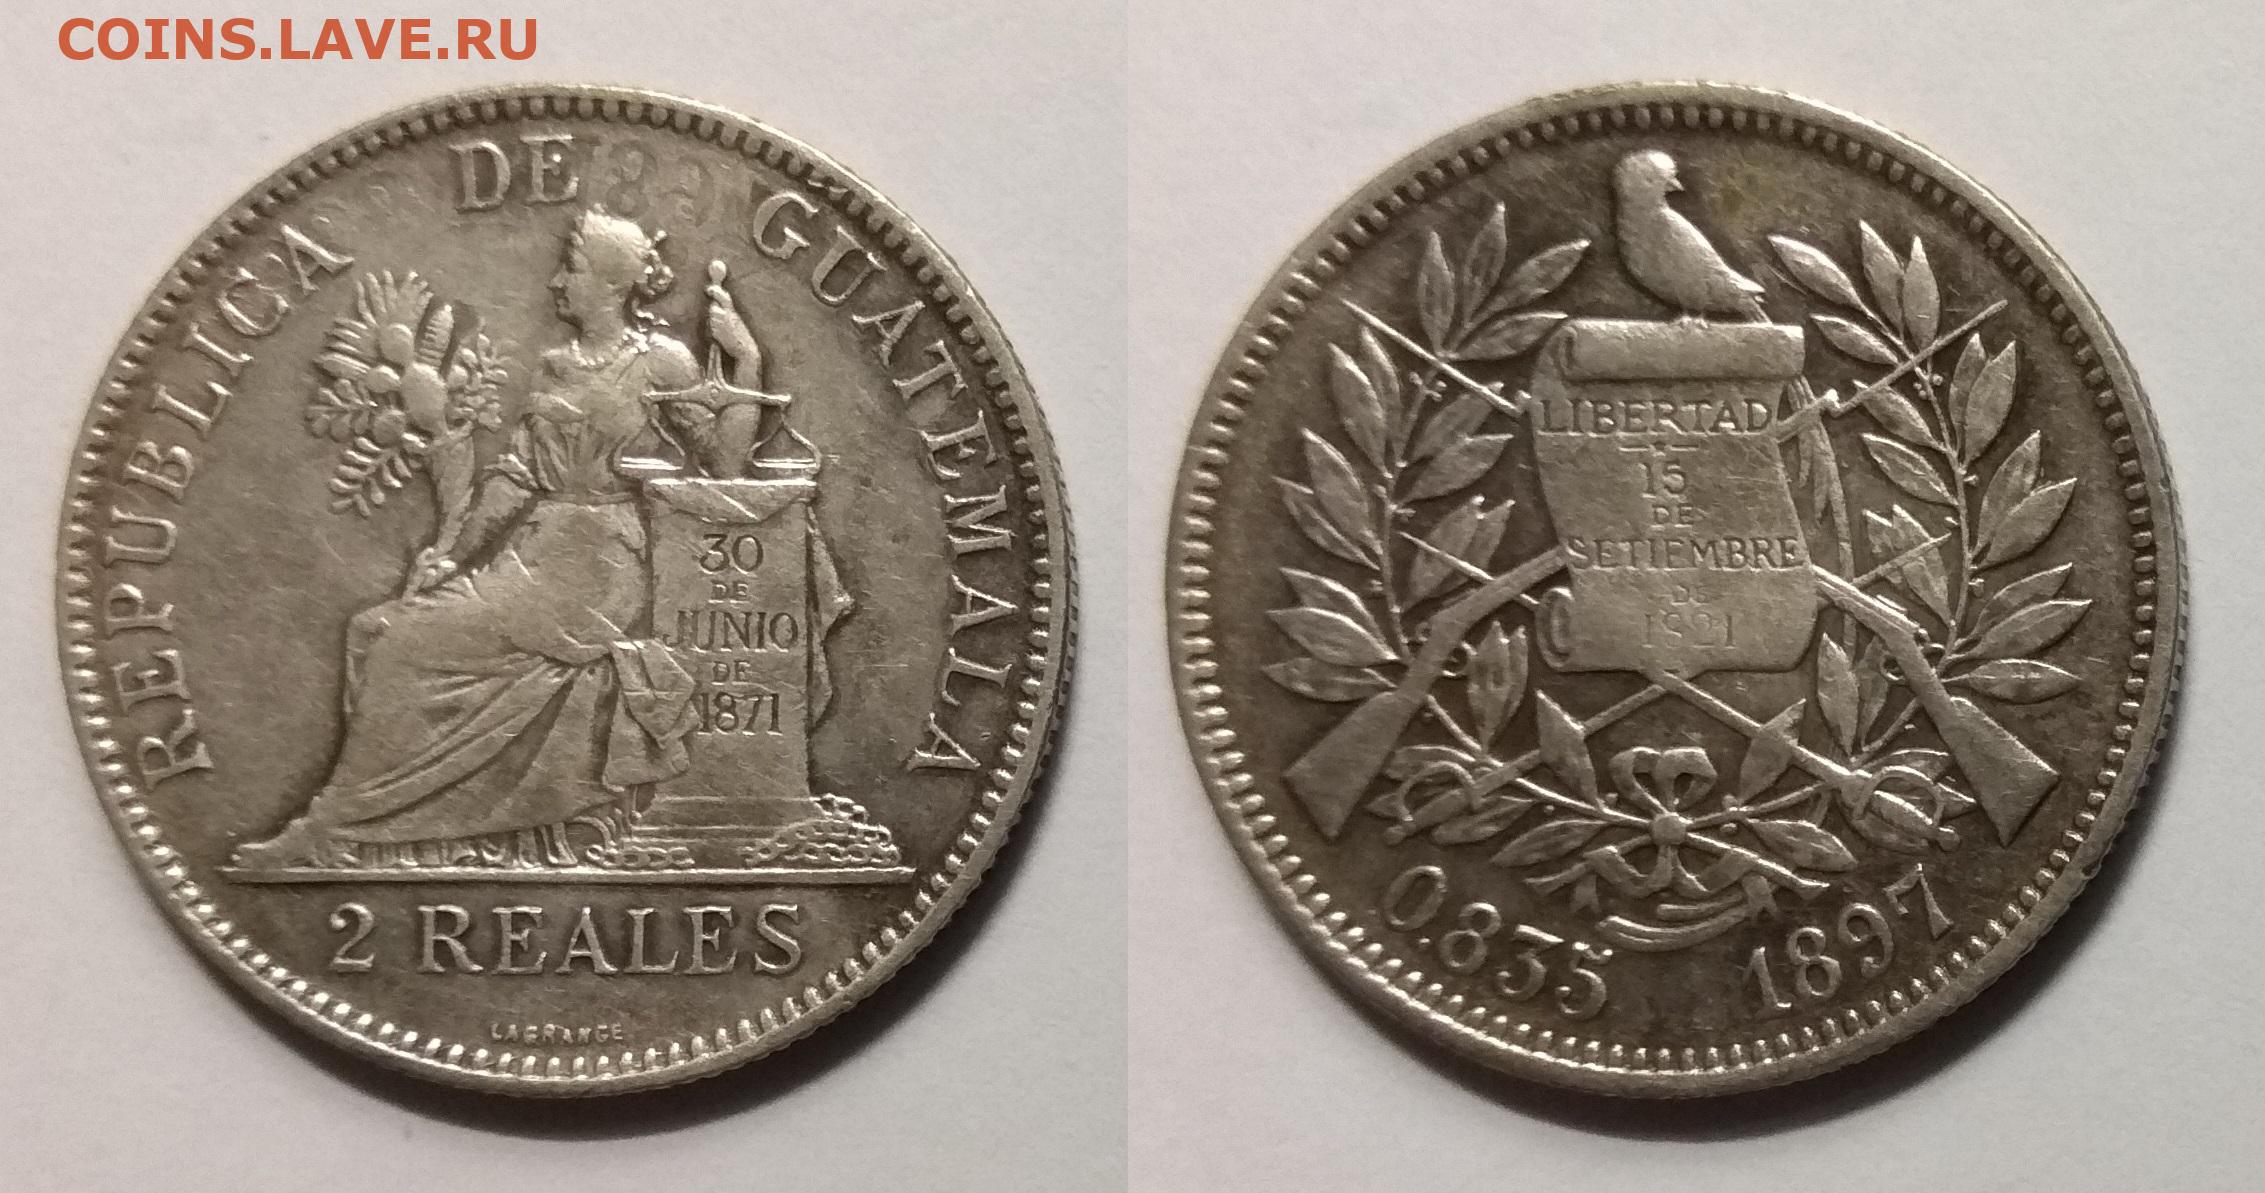 COINS.LAVE.RU
REPUBLICA DE GUATEMALA
30
DE
JUNIO
DE
1871
2 REALES
LAGRANGE
LIBERTAD
15
DE
SETIEMBRE
DE
1821
0.835 1897